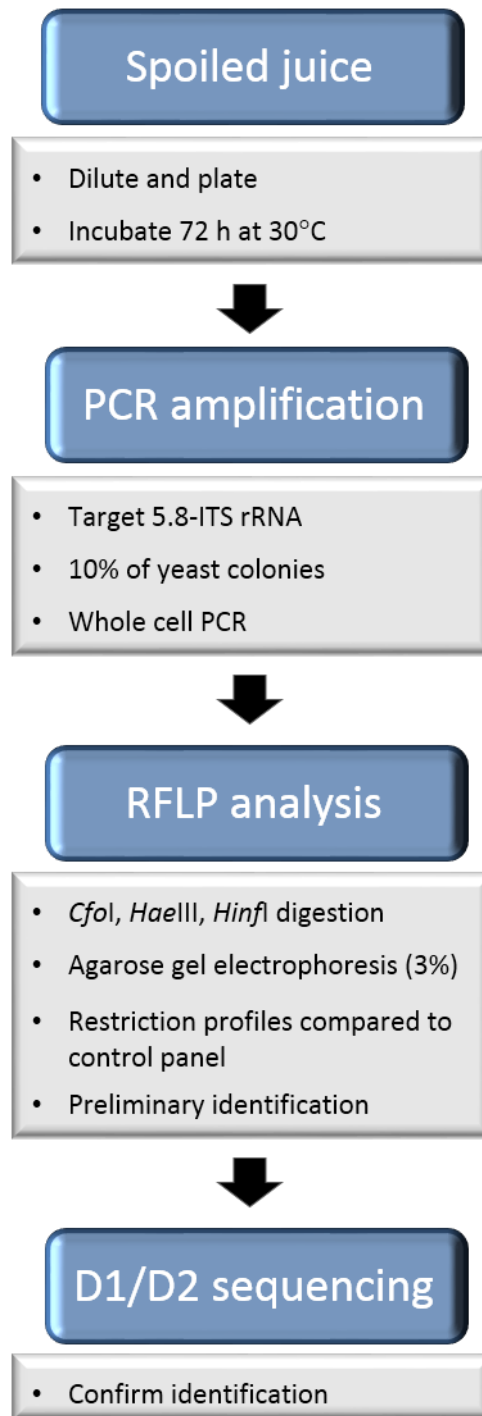 Spoiled juice
• Dilute and plate
• Incubate 72 h at 30°C
PCR amplification
• Target 5.8-ITS rRNA
• 10% of yeast colonies
• Whole cell PCR
RFLP analysis
• CfoI, HaeIII, HinfI digestion
• Agarose gel electrophoresis (3%)
• Restriction profiles compared to
control panel
• Preliminary identification
D1/D2 sequencing
• Confirm identification